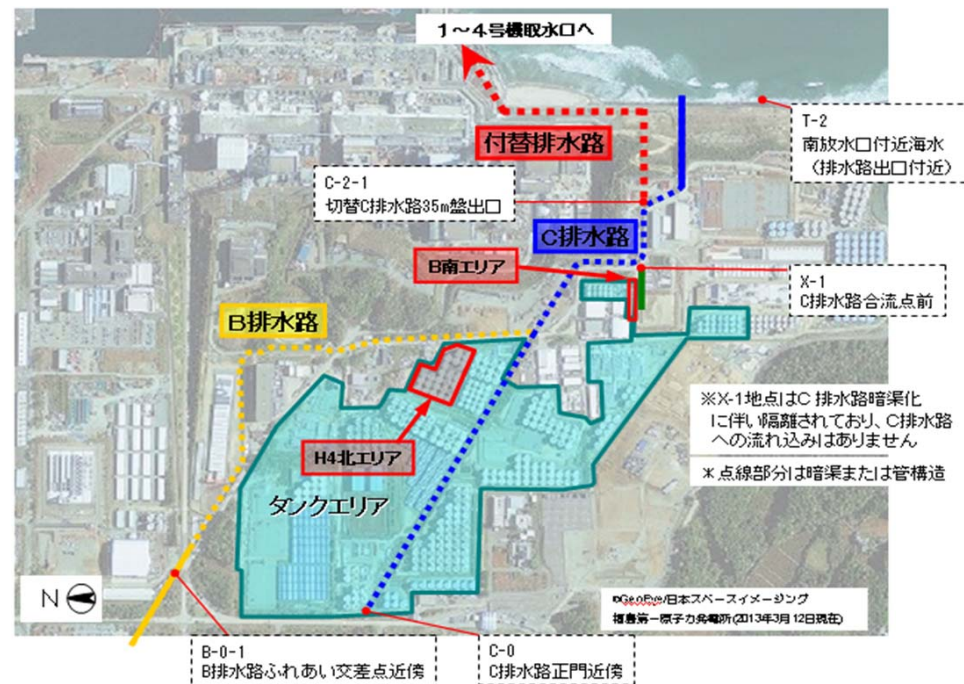 1～4号機取水口へ
T-2
南放水口付近海水
(排水路出口付近)
付替排水路
C-2-1
切替C排水路35m盤出口
C排水路
B南エリア
X-1
C排水路合流点前
B排水路
※X-1地点はC 排水路暗渠化
に伴い隔離されており、C排水路
への流れ込みはありません
＊点線部分は暗渠または管構造
H4北エリア
タンクエリア
N
©GeoEye/日本スペースイメージング
福島第一原子力発電所(2013年3月12日現在)
B-0-1
B排水路ふれあい交差点近傍
C-0
C排水路正門近傍